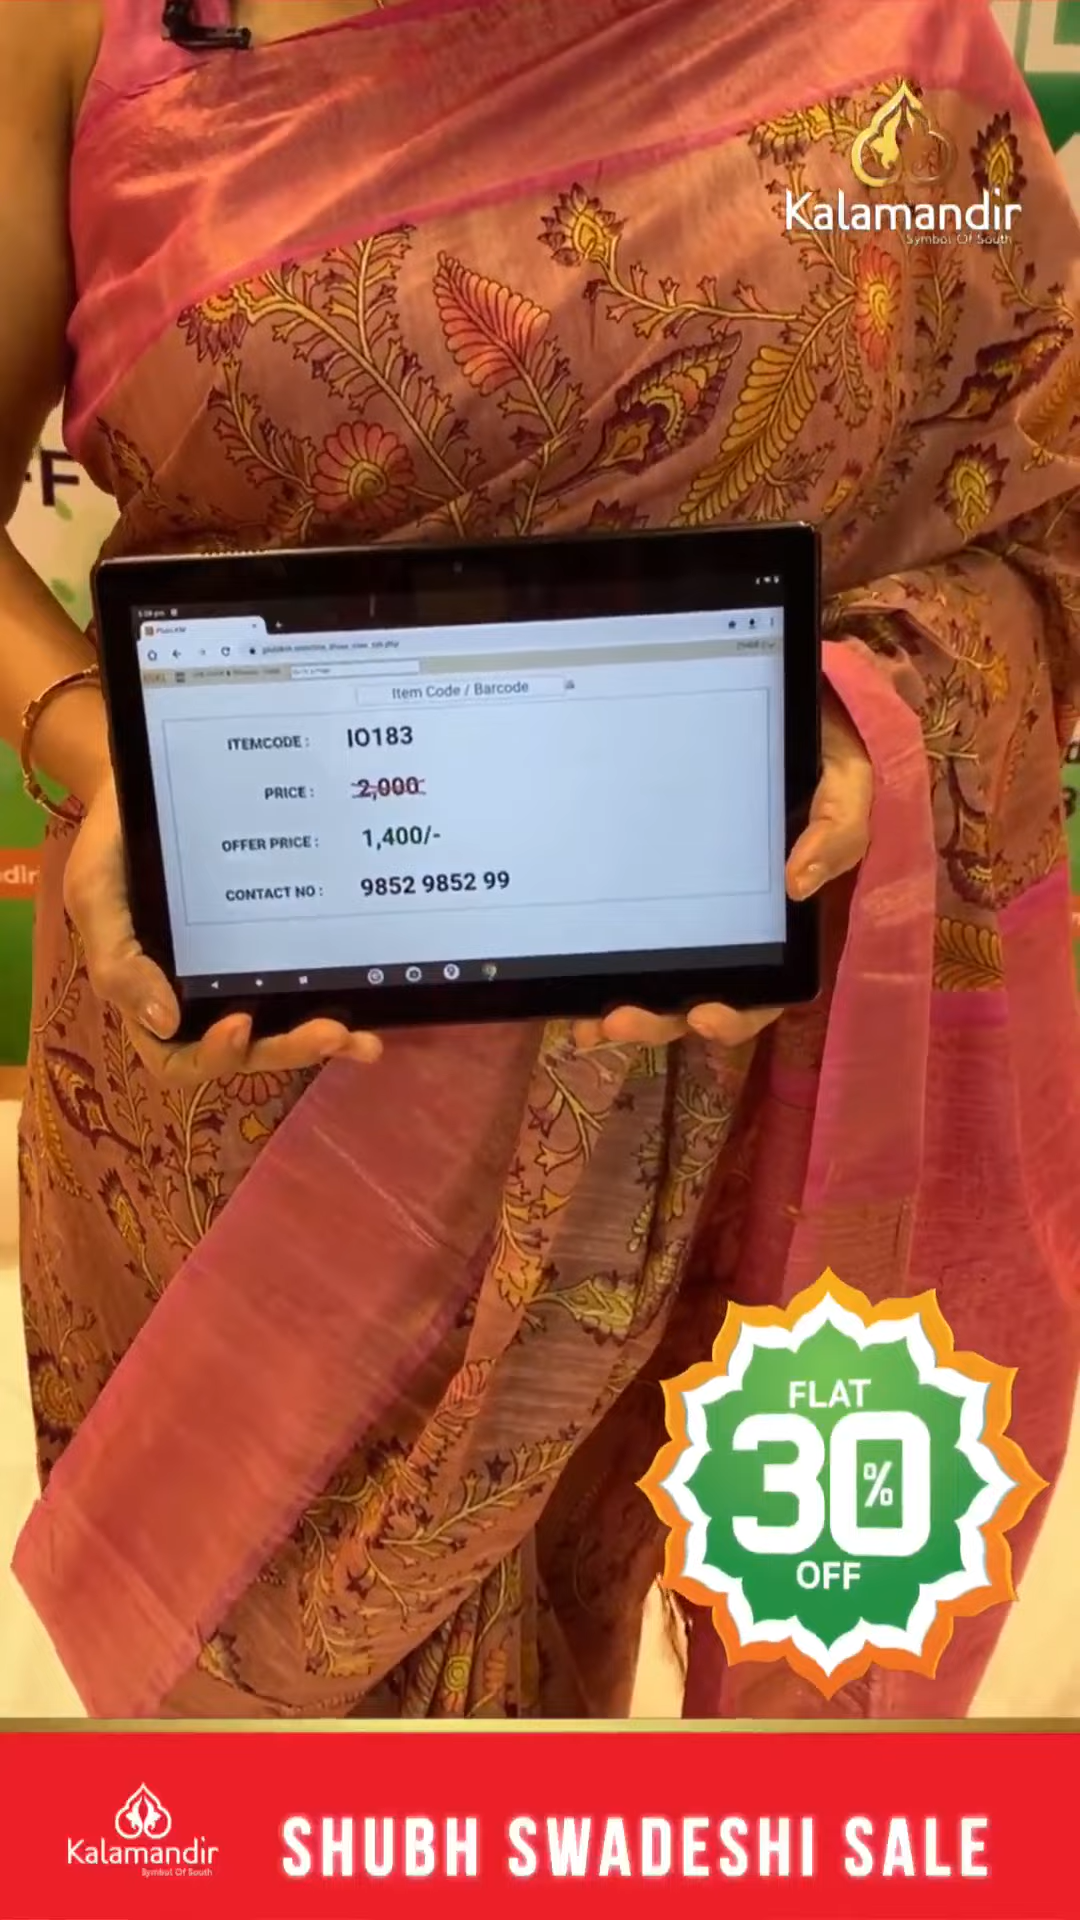 Kalamandir
Symbol Of South
Item Code / Barcode
ITEMCODE : IO183
PRICE : 2,000
OFFER PRICE : 1,400/-
CONTACT NO : 9852 9852 99
FLAT
30%
OFF
Kalamandir
Symbol Of South
SHUBH SWADESHI SALE